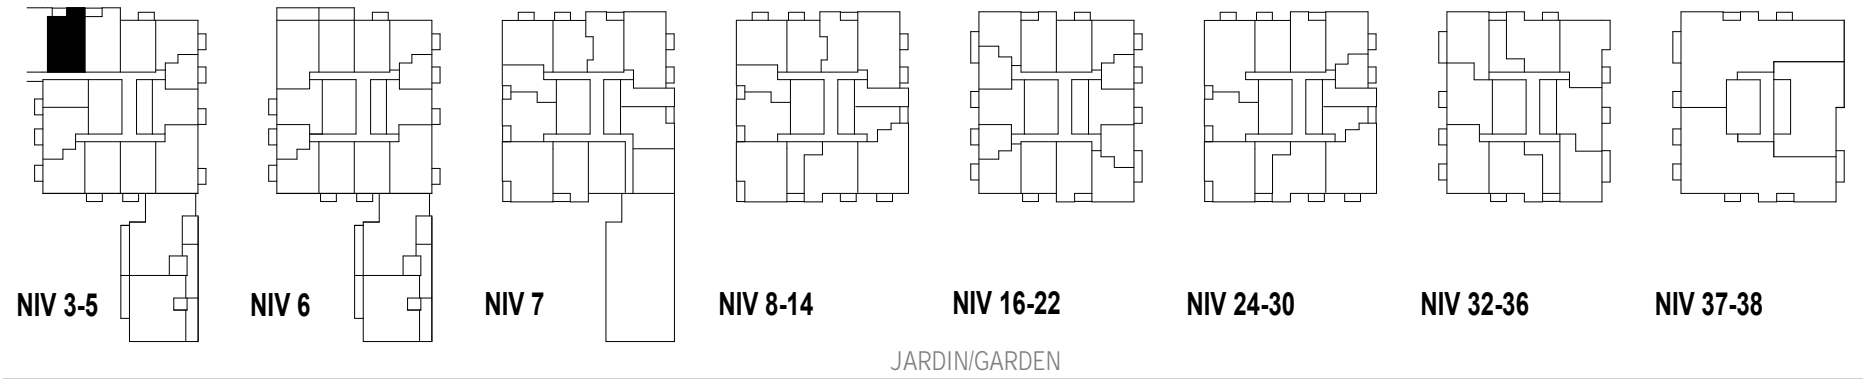 NIV 3-5
NIV 6
NIV 7
NIV 8-14
NIV 16-22
NIV 24-30
NIV 32-36
NIV 37-38
JARDIN/GARDEN